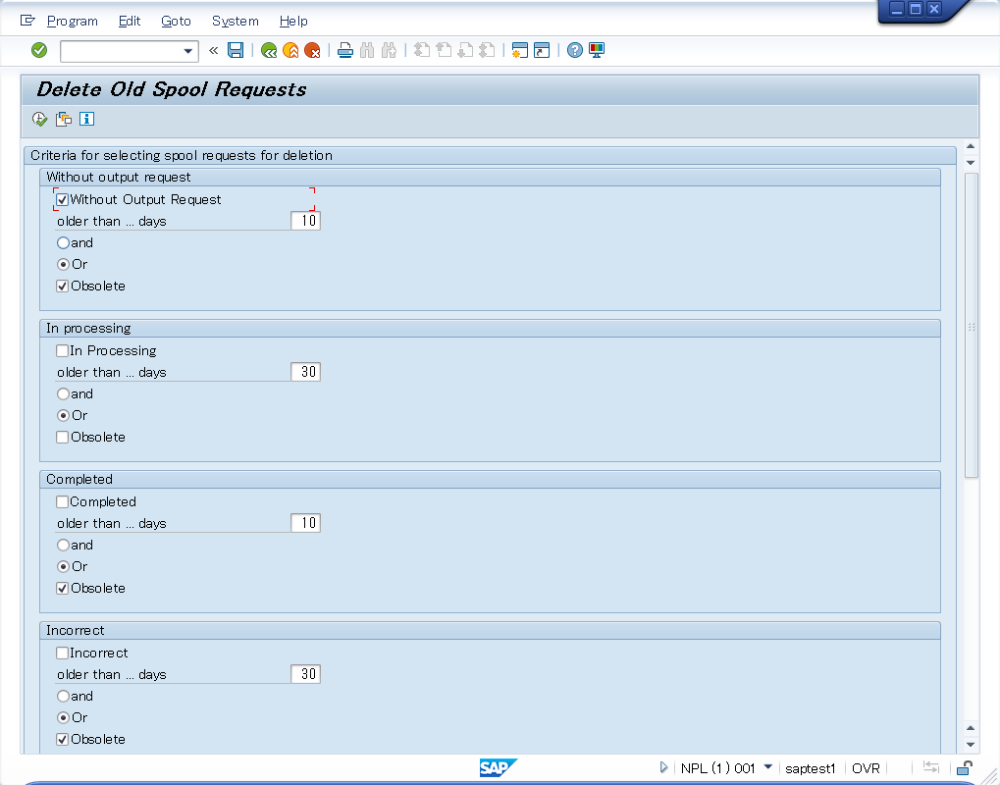 Program Edit Goto System Help
Delete Old Spool Requests
Criteria for selecting spool requests for deletion
Without output request
Without Output Request
older than ... days 10
and
Or
Obsolete
In processing
In Processing
older than ... days 30
and
Or
Obsolete
Completed
Completed
older than ... days 10
and
Or
Obsolete
Incorrect
Incorrect
older than ... days 30
and
Or
Obsolete
SAP NPL (1) 001 saptest1 OVR